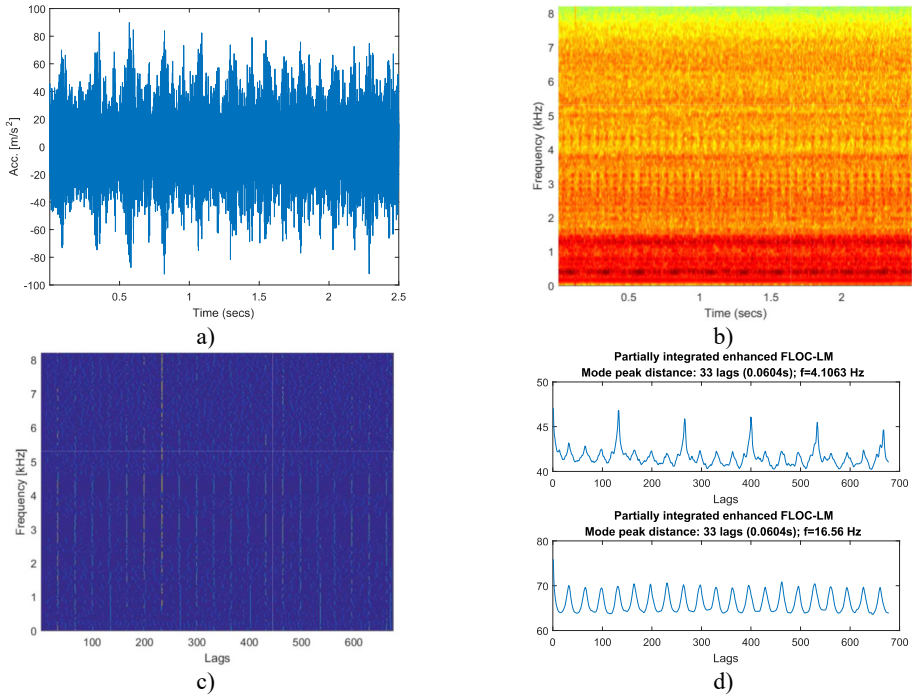 100
80
60
40
20
0
-20
-40
-60
-80
-100
Acc. [m/s²]
0.5 1 1.5 2 2.5
Time (secs)
a)
8
7
6
5
4
3
2
1
0
Frequency (kHz)
0.5 1 1.5 2
Time (secs)
b)
8
7
6
5
4
3
2
1
0
Frequency [kHz]
100 200 300 400 500 600
Lags
c)
Partially integrated enhanced FLOC-LM
Mode peak distance: 33 lags (0.0604s); f=4.1063 Hz
50
45
40
0 100 200 300 400 500 600 700
Lags
Partially integrated enhanced FLOC-LM
Mode peak distance: 33 lags (0.0604s); f=16.56 Hz
80
70
60
0 100 200 300 400 500 600 700
Lags
d)